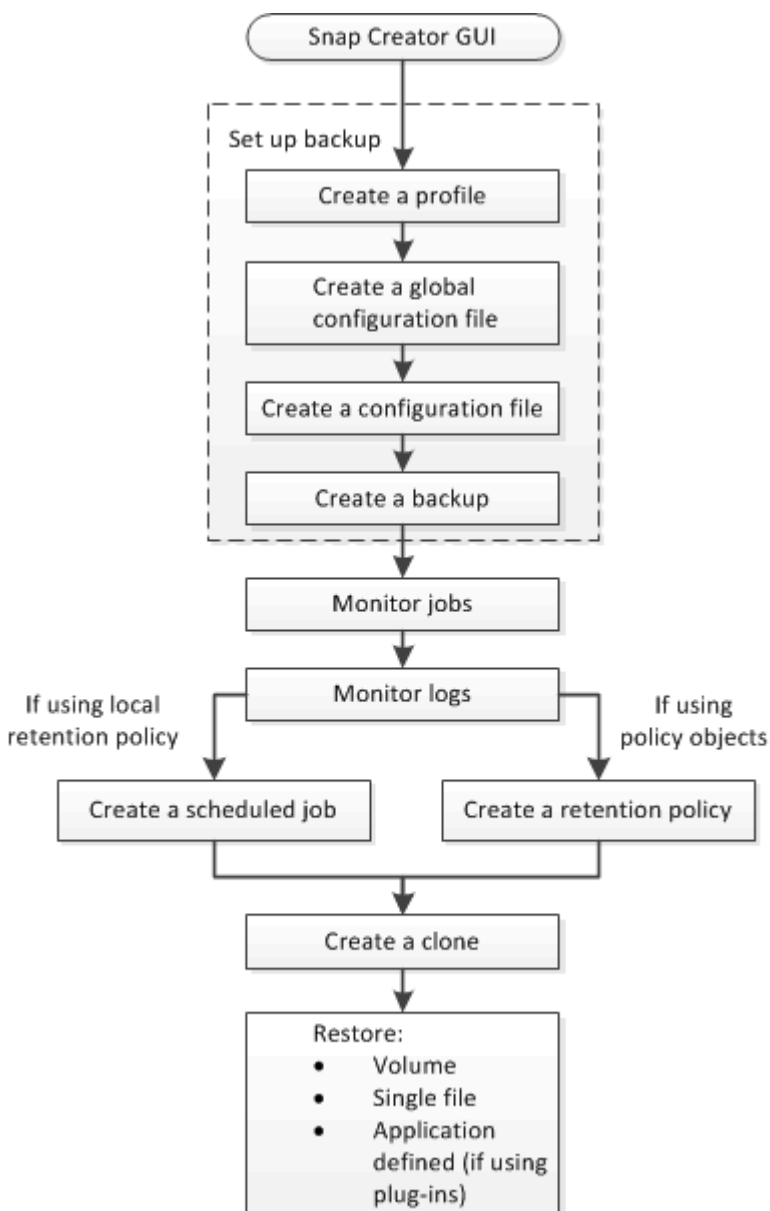 Snap Creator GUI
Set up backup
Create a profile
Create a global
configuration file
Create a configuration file
Create a backup
Monitor jobs
Monitor logs
If using local
retention policy
If using
policy objects
Create a scheduled job
Create a retention policy
Create a clone
Restore:
• Volume
• Single file
• Application
defined (if using
plug-ins)